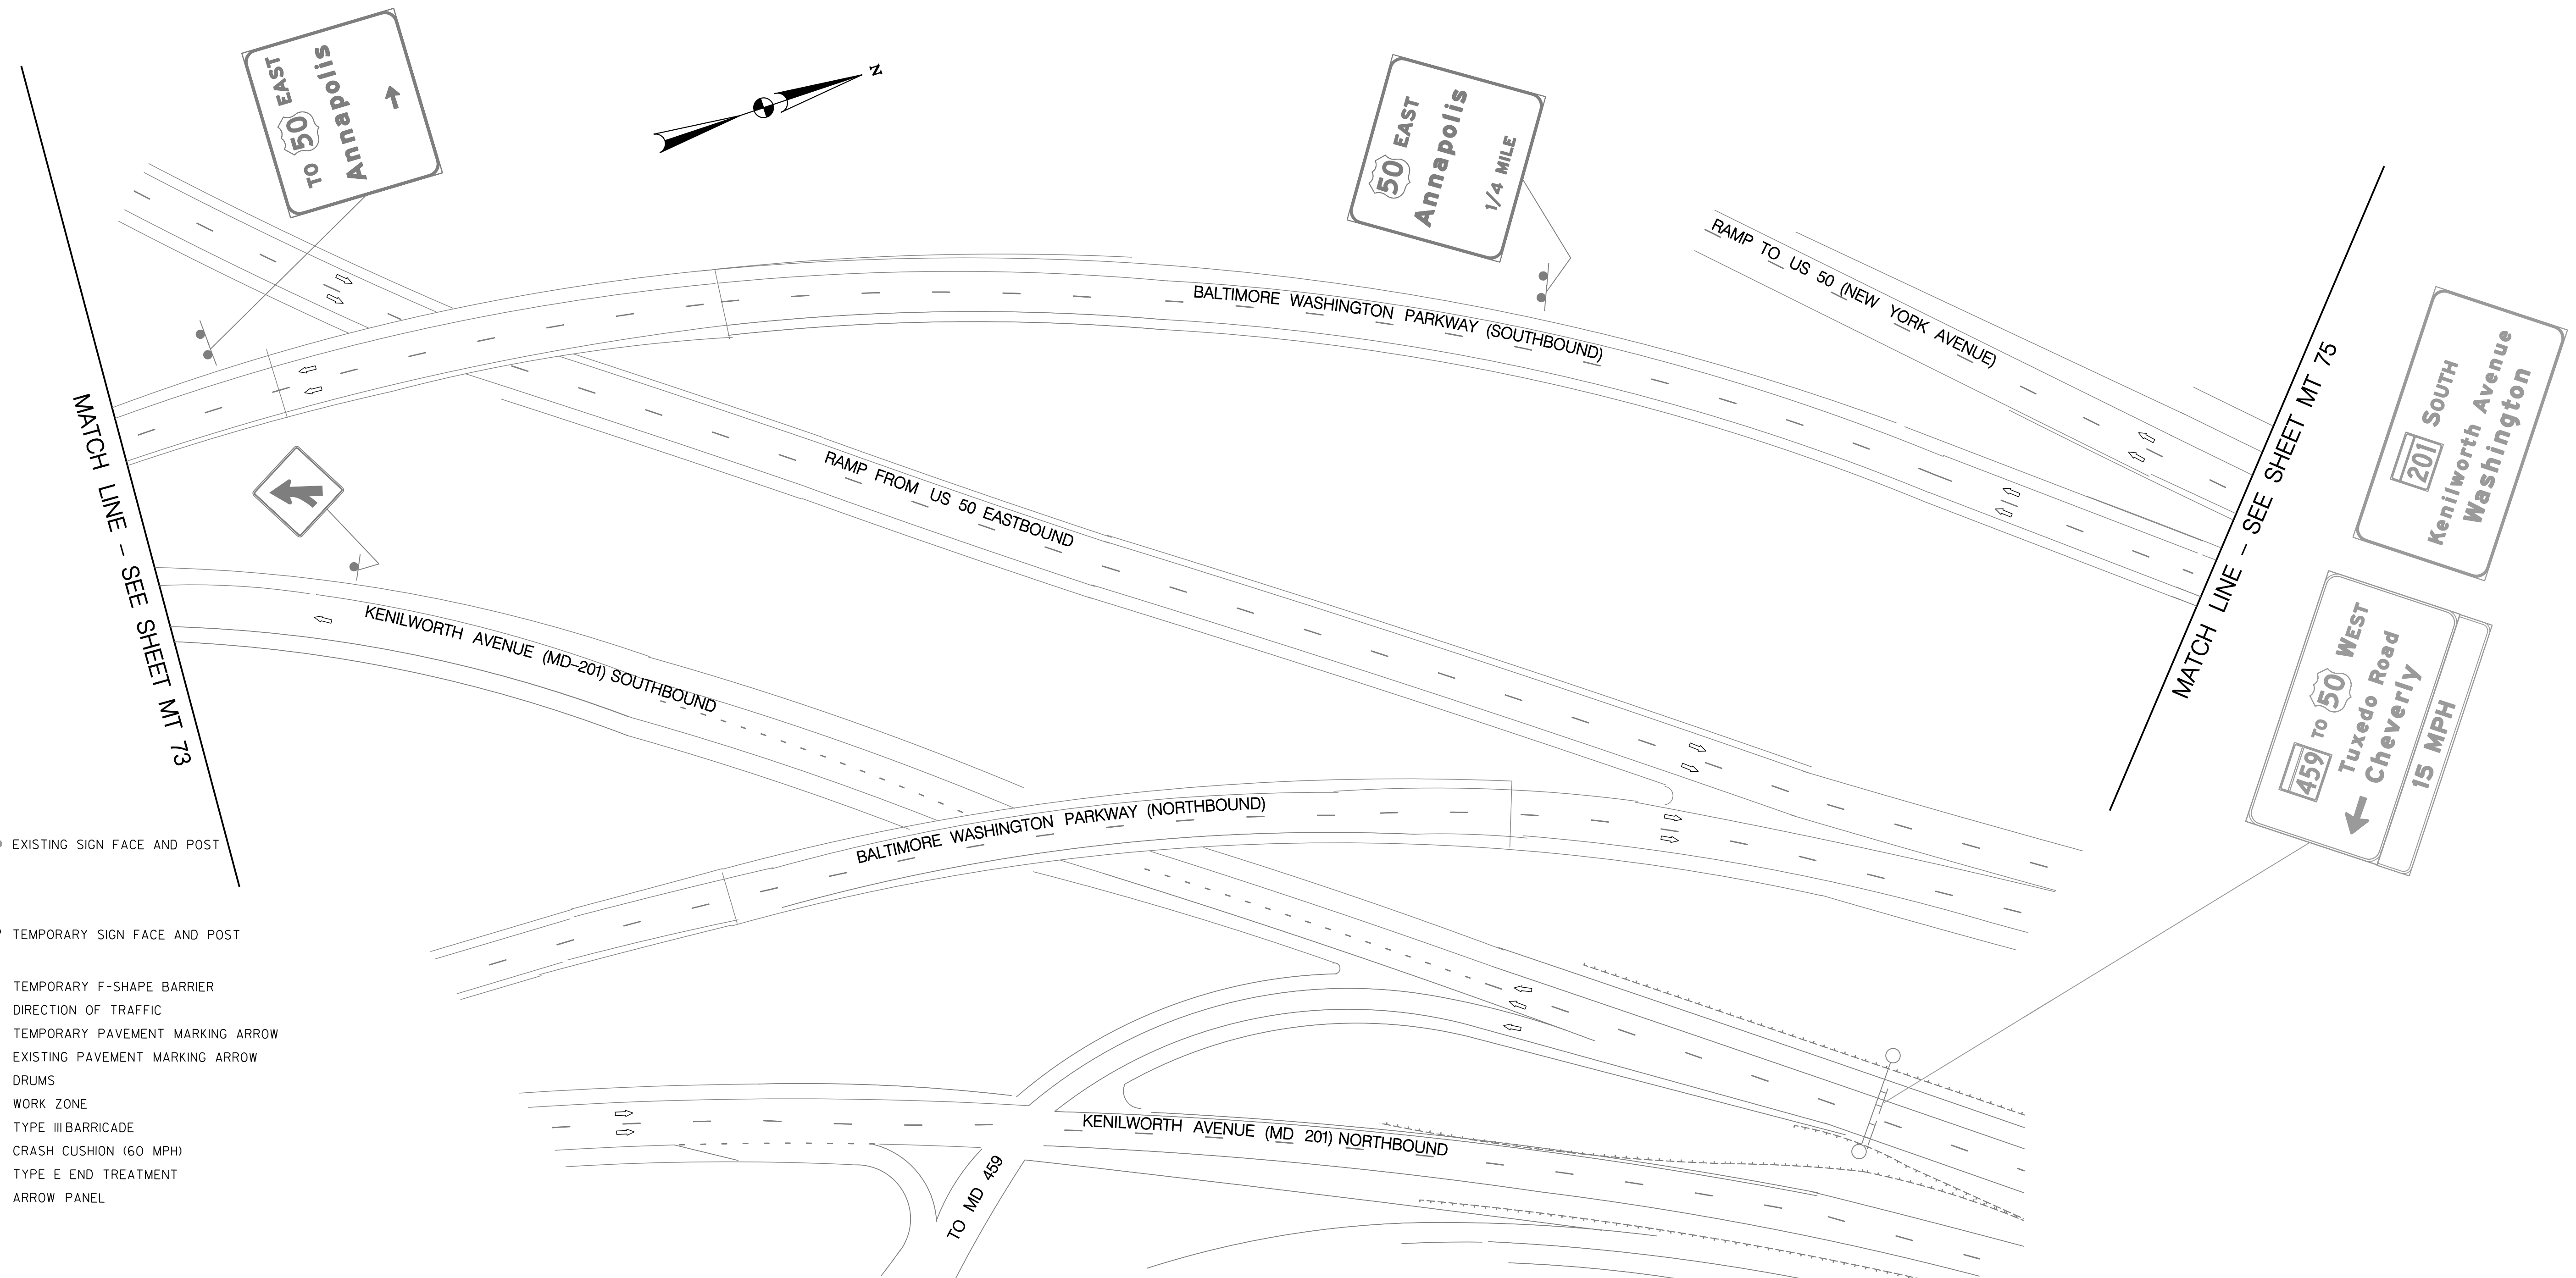 TO 50 EAST
Annapolis
N
50 EAST
Annapolis
1/4 MILE
RAMP TO US 50 (NEW YORK AVENUE)
BALTIMORE WASHINGTON PARKWAY (SOUTHBOUND)
MATCH LINE - SEE SHEET MT 75
201 SOUTH
Kenilworth Avenue
Washington
MATCH LINE - SEE SHEET MT 73
RAMP FROM US 50 EASTBOUND
KENILWORTH AVENUE (MD-201) SOUTHBOUND
459 TO 50 WEST
Tuxedo Road
Cheverly
15 MPH
BALTIMORE WASHINGTON PARKWAY (NORTHBOUND)
KENILWORTH AVENUE (MD 201) NORTHBOUND
TO MD 459
EXISTING SIGN FACE AND POST
TEMPORARY SIGN FACE AND POST
TEMPORARY F-SHAPE BARRIER
DIRECTION OF TRAFFIC
TEMPORARY PAVEMENT MARKING ARROW
EXISTING PAVEMENT MARKING ARROW
DRUMS
WORK ZONE
TYPE III BARRICADE
CRASH CUSHION (60 MPH)
TYPE E END TREATMENT
ARROW PANEL